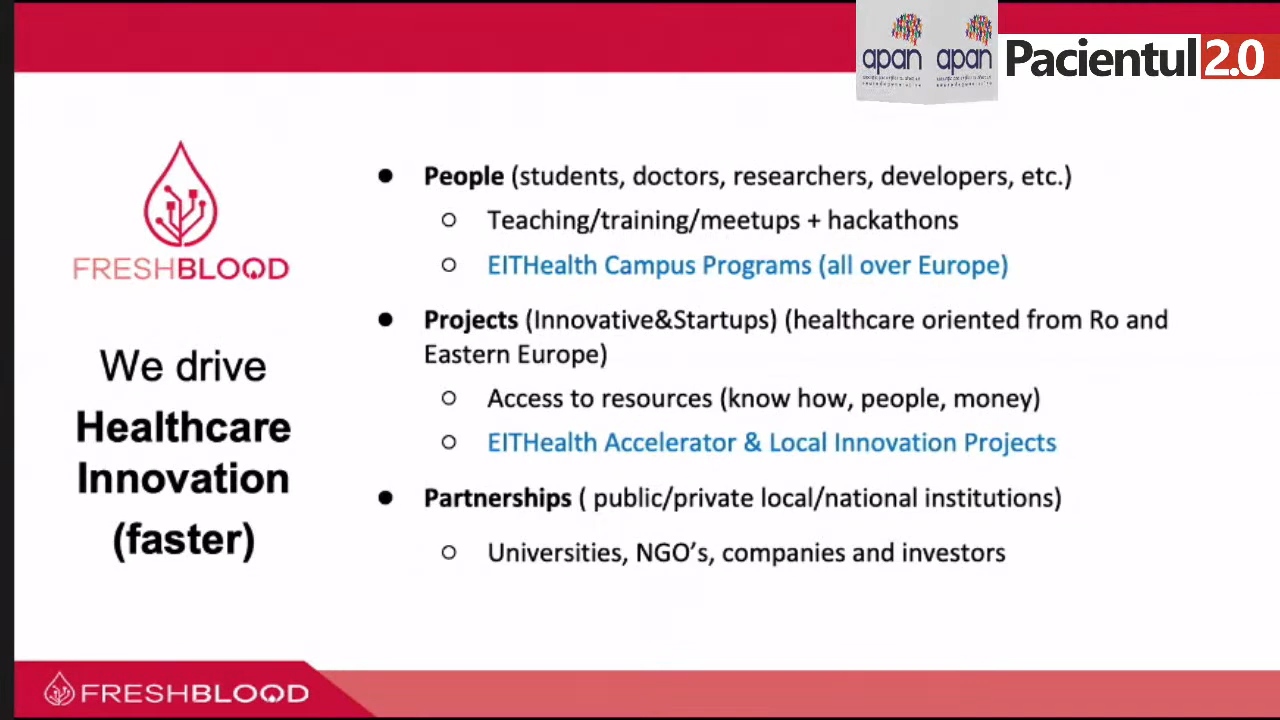 apan apan
Pacientul 2.0
FRESHBLOOD
We drive
Healthcare
Innovation
(faster)
● People (students, doctors, researchers, developers, etc.)
○ Teaching/training/meetups + hackathons
○ EITHealth Campus Programs (all over Europe)
● Projects (Innovative&Startups) (healthcare oriented from Ro and
Eastern Europe)
○ Access to resources (know how, people, money)
○ EITHealth Accelerator & Local Innovation Projects
● Partnerships ( public/private local/national institutions)
○ Universities, NGO’s, companies and investors
FRESHBLOOD